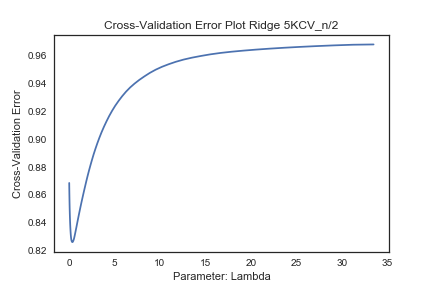 Cross-Validation Error Plot Ridge 5KCV_n/2
0.96
0.94
0.92
0.90
0.88
0.86
0.84
0.82
Cross-Validation Error
0 5 10 15 20 25 30 35
Parameter: Lambda